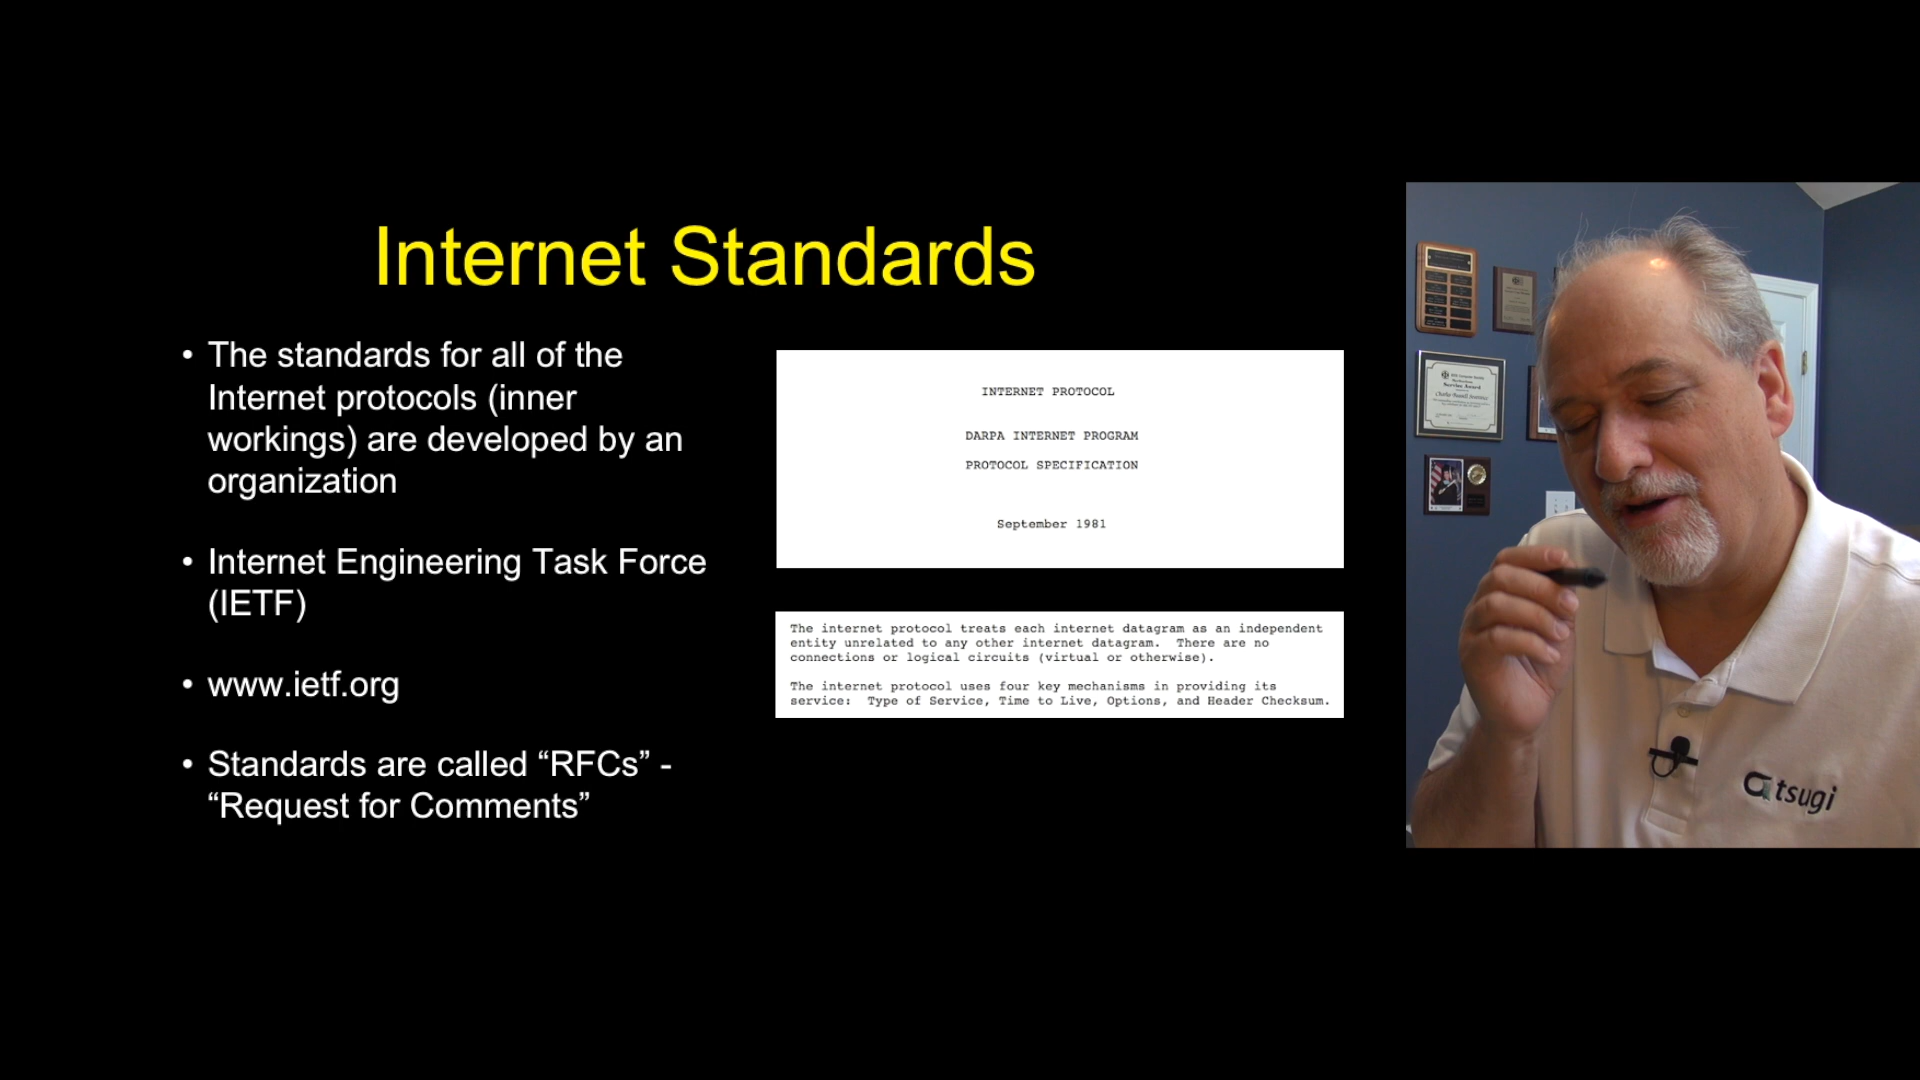 Internet Standards
• The standards for all of the
Internet protocols (inner
workings) are developed by an
organization
• Internet Engineering Task Force
(IETF)
• www.ietf.org
• Standards are called “RFCs” -
“Request for Comments”
INTERNET PROTOCOL
DARPA INTERNET PROGRAM
PROTOCOL SPECIFICATION
September 1981
The internet protocol treats each internet datagram as an independent
entity unrelated to any other internet datagram. There are no
connections or logical circuits (virtual or otherwise).
The internet protocol uses four key mechanisms in providing its
service: Type of Service, Time to Live, Options, and Header Checksum.
Service Award
tsugi